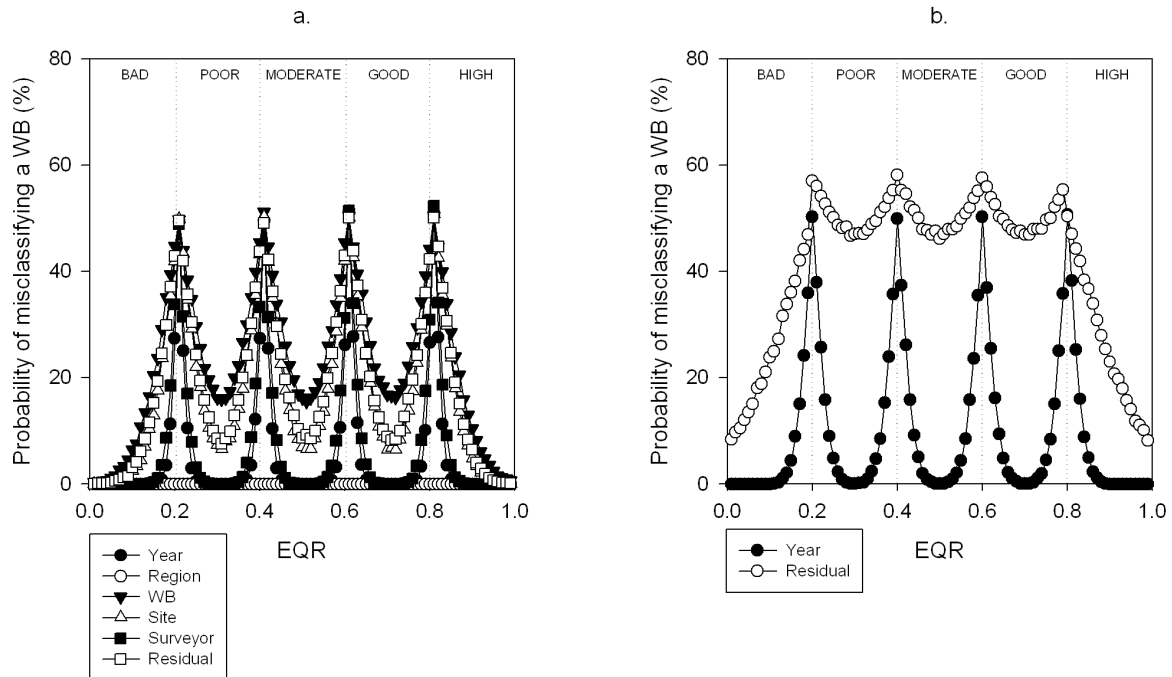 a.
Probability of misclassifying a WB (%)
80
60
40
20
0
BAD POOR MODERATE GOOD HIGH
0.0 0.2 0.4 0.6 0.8 1.0
EQR
Year
Region
WB
Site
Surveyor
Residual
b.
Probability of misclassifying a WB (%)
80
60
40
20
0
BAD POOR MODERATE GOOD HIGH
0.0 0.2 0.4 0.6 0.8 1.0
EQR
Year
Residual